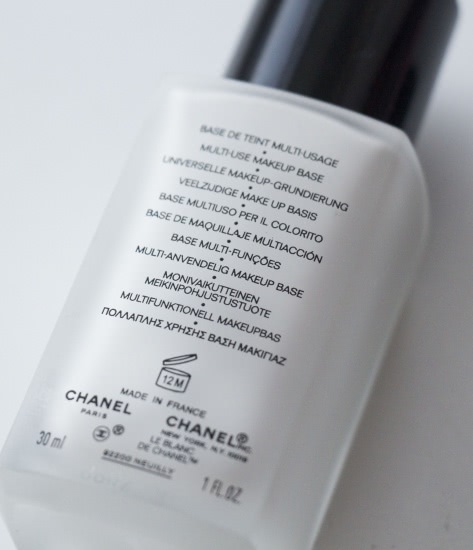 BASE DE TEINT MULTI-USAGE
•
MULTI-USE MAKEUP BASE
•
UNIVERSELLE MAKEUP-GRUNDIERUNG
•
VEELZIJDIGE MAKE UP BASIS
•
BASE MULTIUSO PER IL COLORITO
•
BASE DE MAQUILLAJE MULTIACCIÓN
•
BASE MULTI-FUNÇÕES
•
MULTI-ANVENDELIG MAKEUP BASE
•
MONIVAIKUTTEINEN
MEIKINPOHJUSTUSTUOTE
•
MULTIFUNKTIONELL MAKEUPBAS
•
ΠΟΛΛΑΠΛΗΣ ΧΡΗΣΗΣ ΒΑΣΗ ΜΑΚΙΓΙΑΖ
12 M
MADE IN FRANCE
CHANEL
PARIS
CHANEL® INC.
NEW YORK, N.Y. 10019
®
LE BLANC
DE CHANEL™
30 ml
92200 NEUILLY
1 FL.OZ.